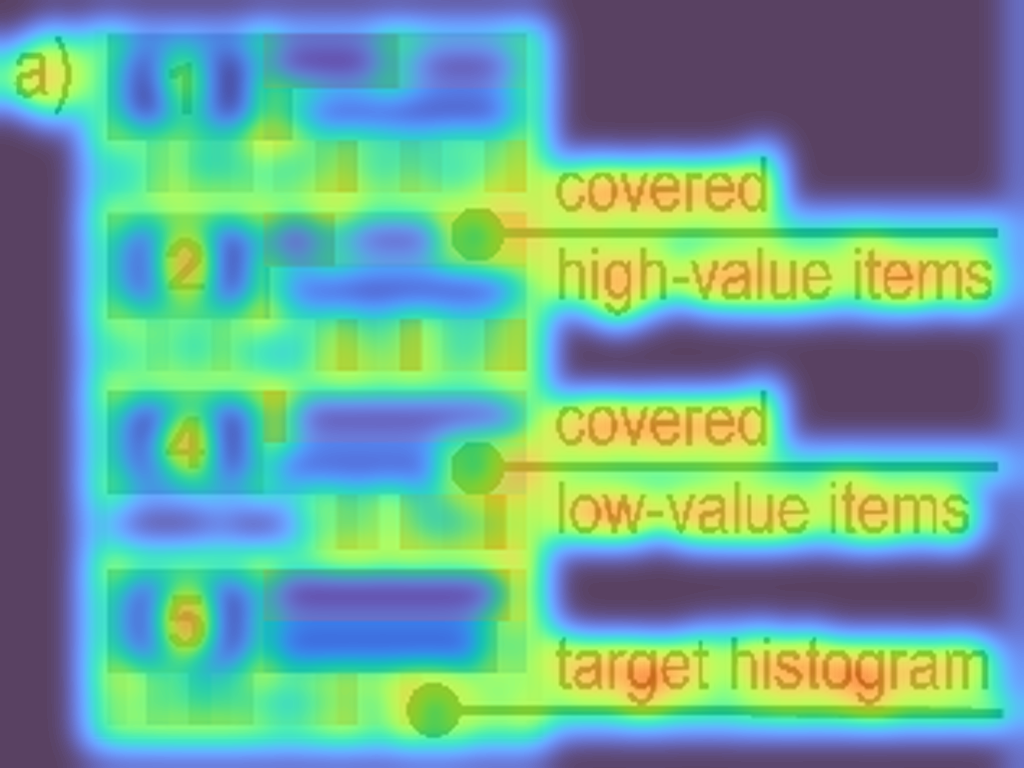 a)
1
covered
2
high-value items
covered
4
low-value items
5
target histogram